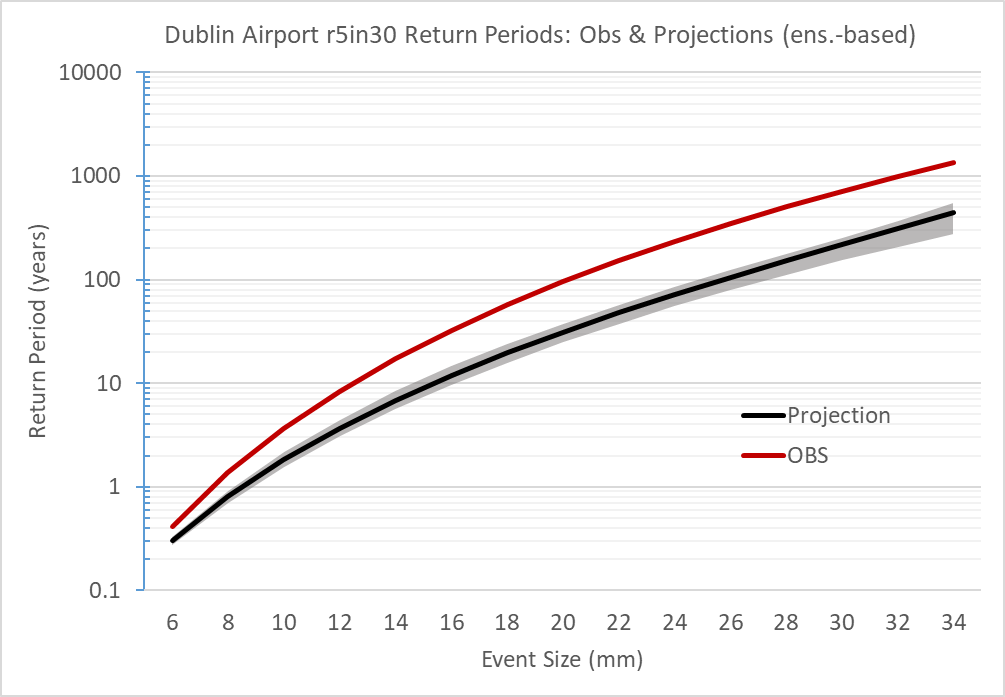 Dublin Airport r5in30 Return Periods: Obs & Projections (ens.-based)
10000
1000
100
10
1
0.1
Return Period (years)
Projection
OBS
6 8 10 12 14 16 18 20 22 24 26 28 30 32 34
Event Size (mm)